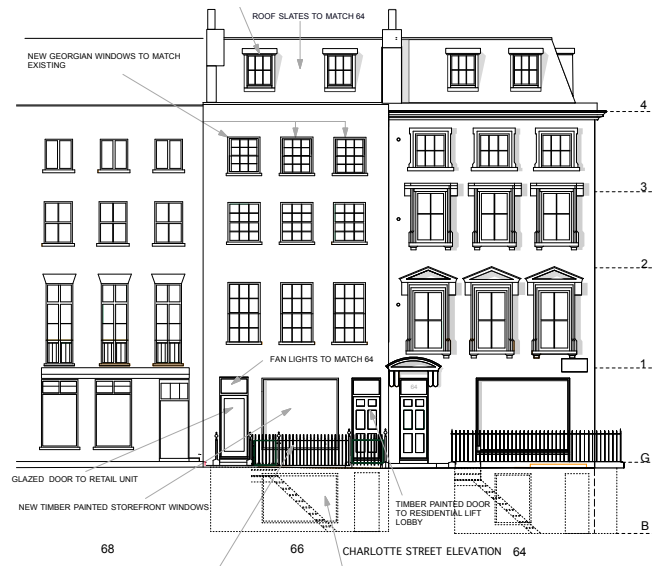 ROOF SLATES TO MATCH 64
NEW GEORGIAN WINDOWS TO MATCH
EXISTING
4
3
2
1
FAN LIGHTS TO MATCH 64
64
G
GLAZED DOOR TO RETAIL UNIT
NEW TIMBER PAINTED STOREFRONT WINDOWS
TIMBER PAINTED DOOR
TO RESIDENTIAL LIFT
LOBBY
B
68
66
CHARLOTTE STREET ELEVATION 64